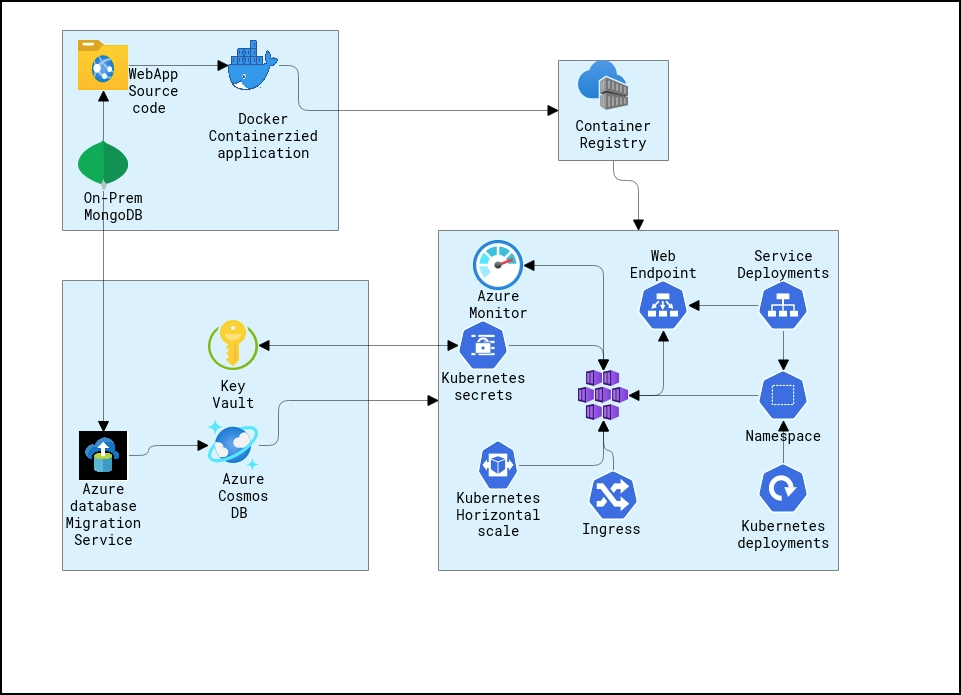 WebApp
Source
code
Docker
Containerzied
application
On-Prem
MongoDB
Container
Registry
Azure
Monitor
Web
Endpoint
Service
Deployments
Key
Vault
Kubernetes
secrets
Namespace
Azure
database
Migration
Service
Azure
Cosmos
DB
Kubernetes
Horizontal
scale
Ingress
Kubernetes
deployments